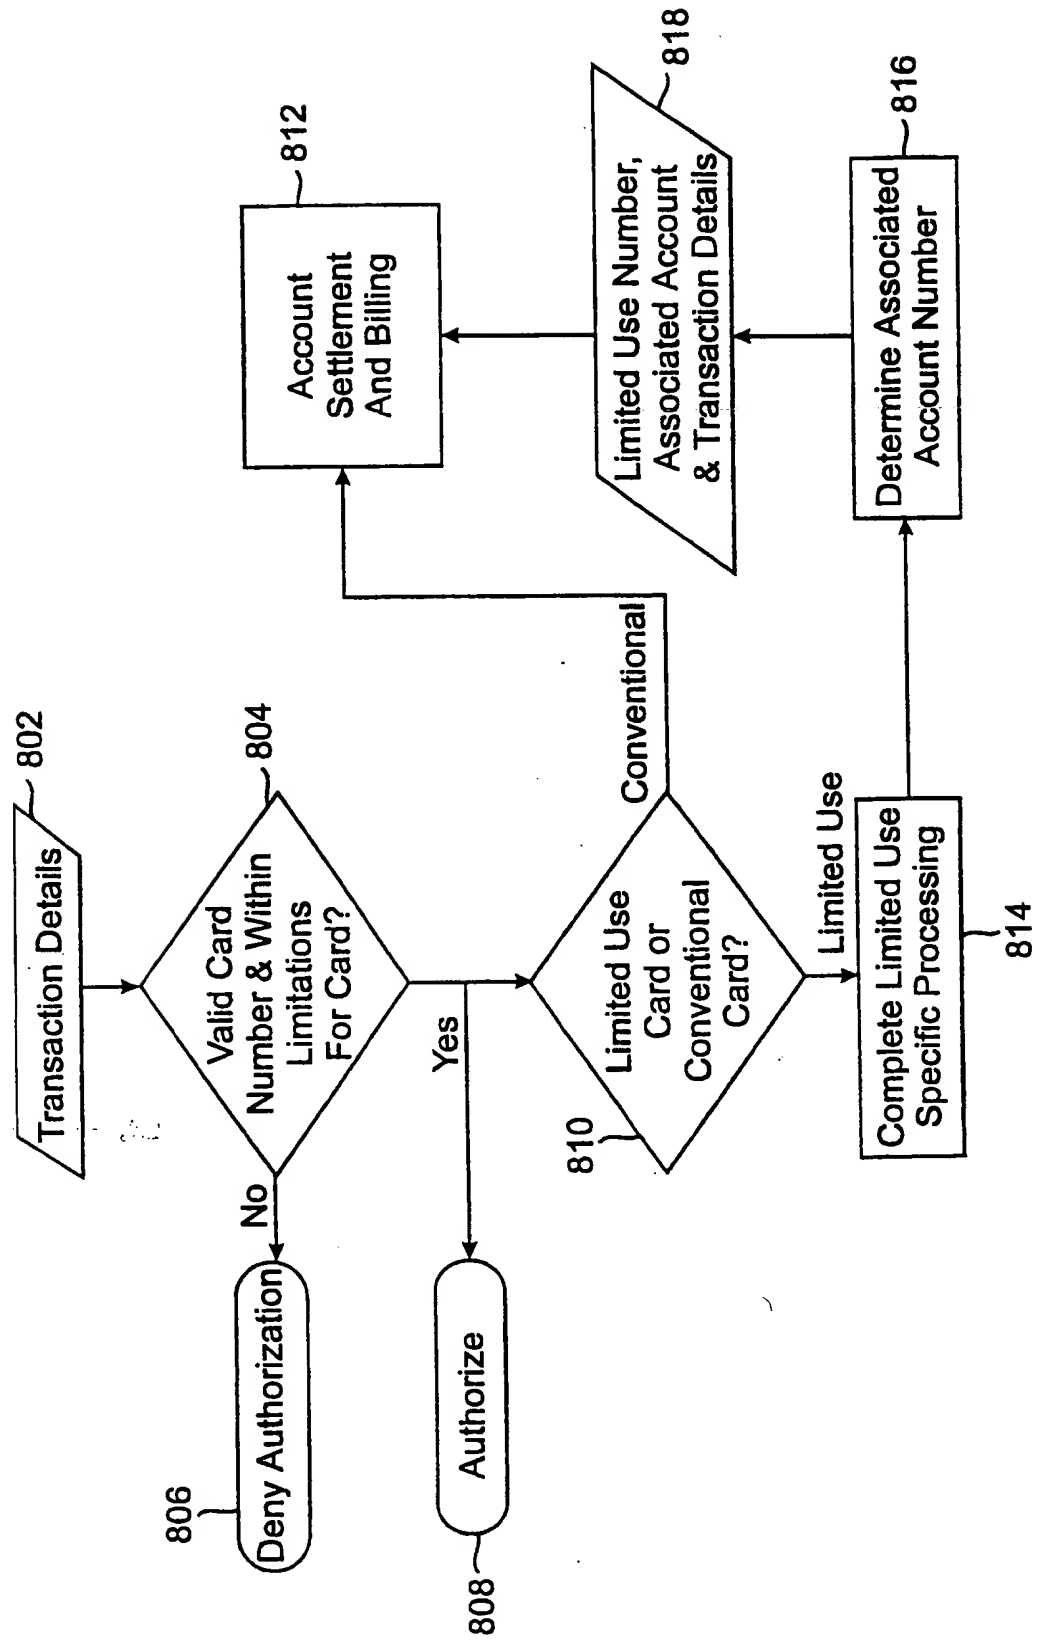 802
Transaction Details
804
Valid Card
Number & Within
Limitations
For Card?
No
806
Deny Authorization
Yes
808
Authorize
810
Limited Use
Card or
Conventional
Card?
Conventional
812
Account
Settlement
And Billing
Limited Use
Complete Limited Use
Specific Processing
814
Determine Associated
Account Number
816
Limited Use Number,
Associated Account
& Transaction Details
818